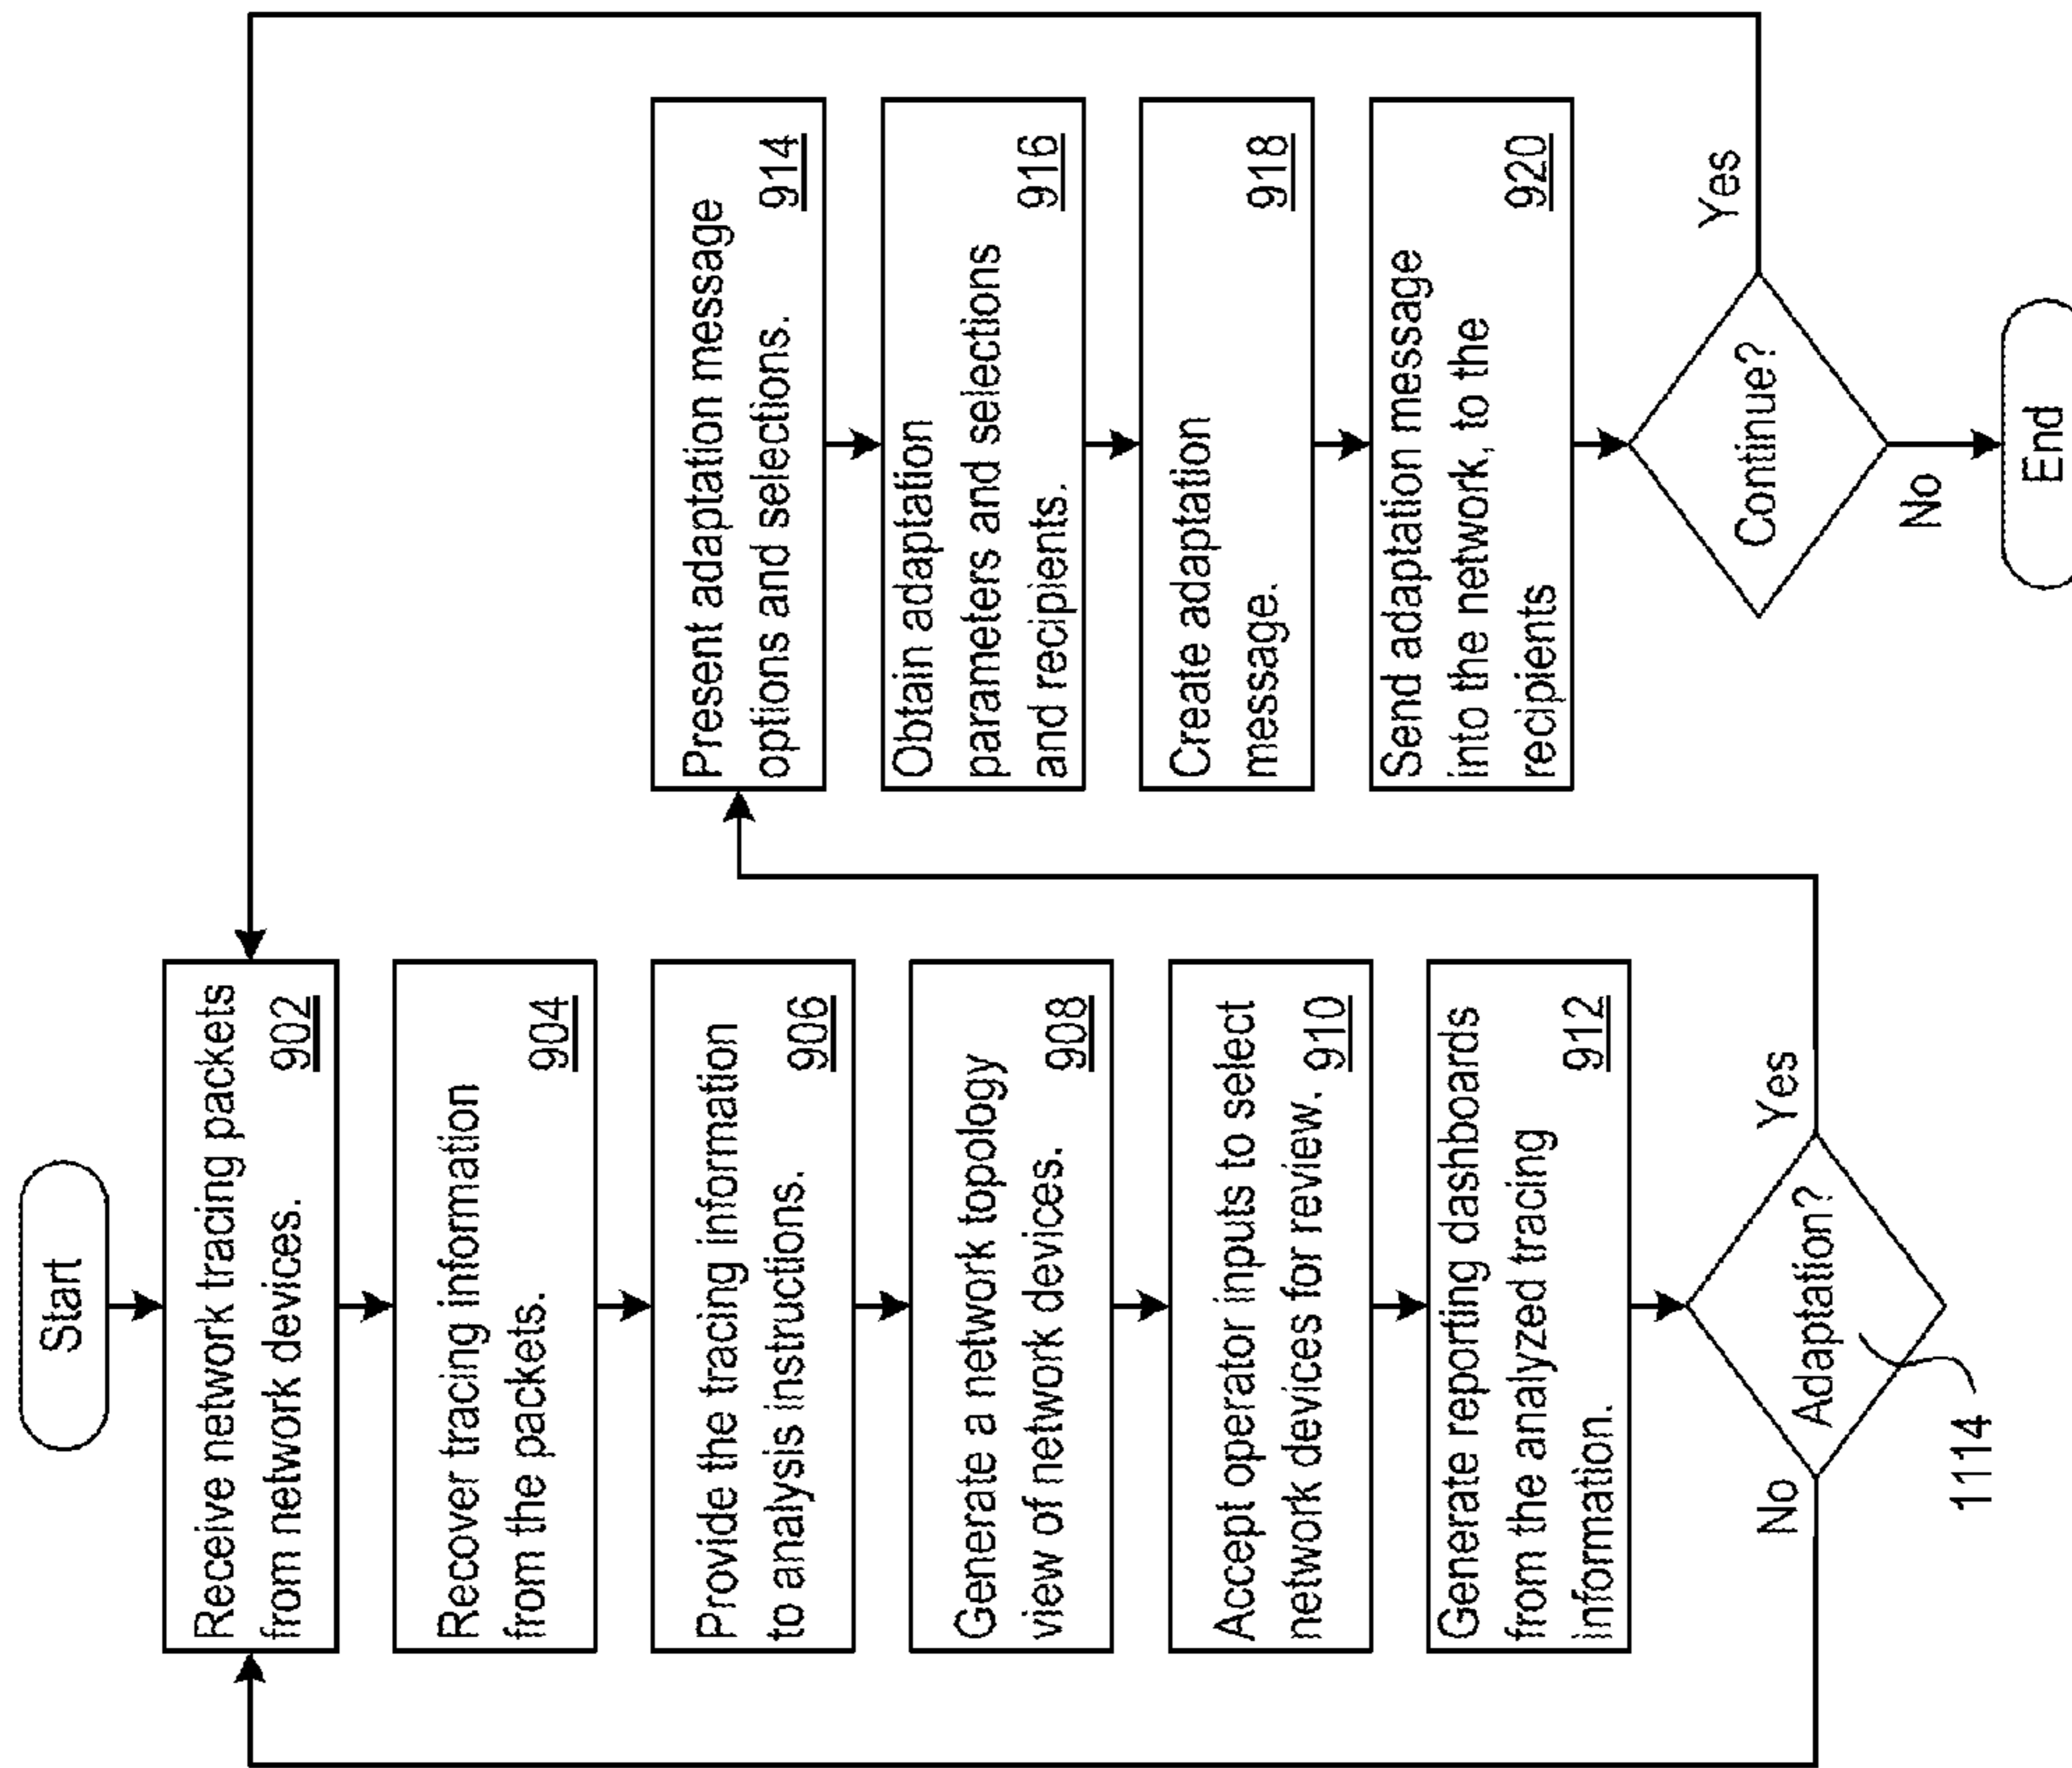 Start
Receive network tracing packets
from network devices. 902
Recover tracing information
from the packets. 904
Provide the tracing information
to analysis instructions. 906
Generate a network topology
view of network devices. 908
Accept operator inputs to select
network devices for review. 910
Generate reporting dashboards
from the analyzed tracing
information. 912
Adaptation?
No
Yes
1114
Present adaptation message
options and selections. 914
Obtain adaptation
parameters and selections
and recipients. 916
Create adaptation
message. 918
Send adaptation message
into the network, to the
recipients 920
Continue?
Yes
No
End